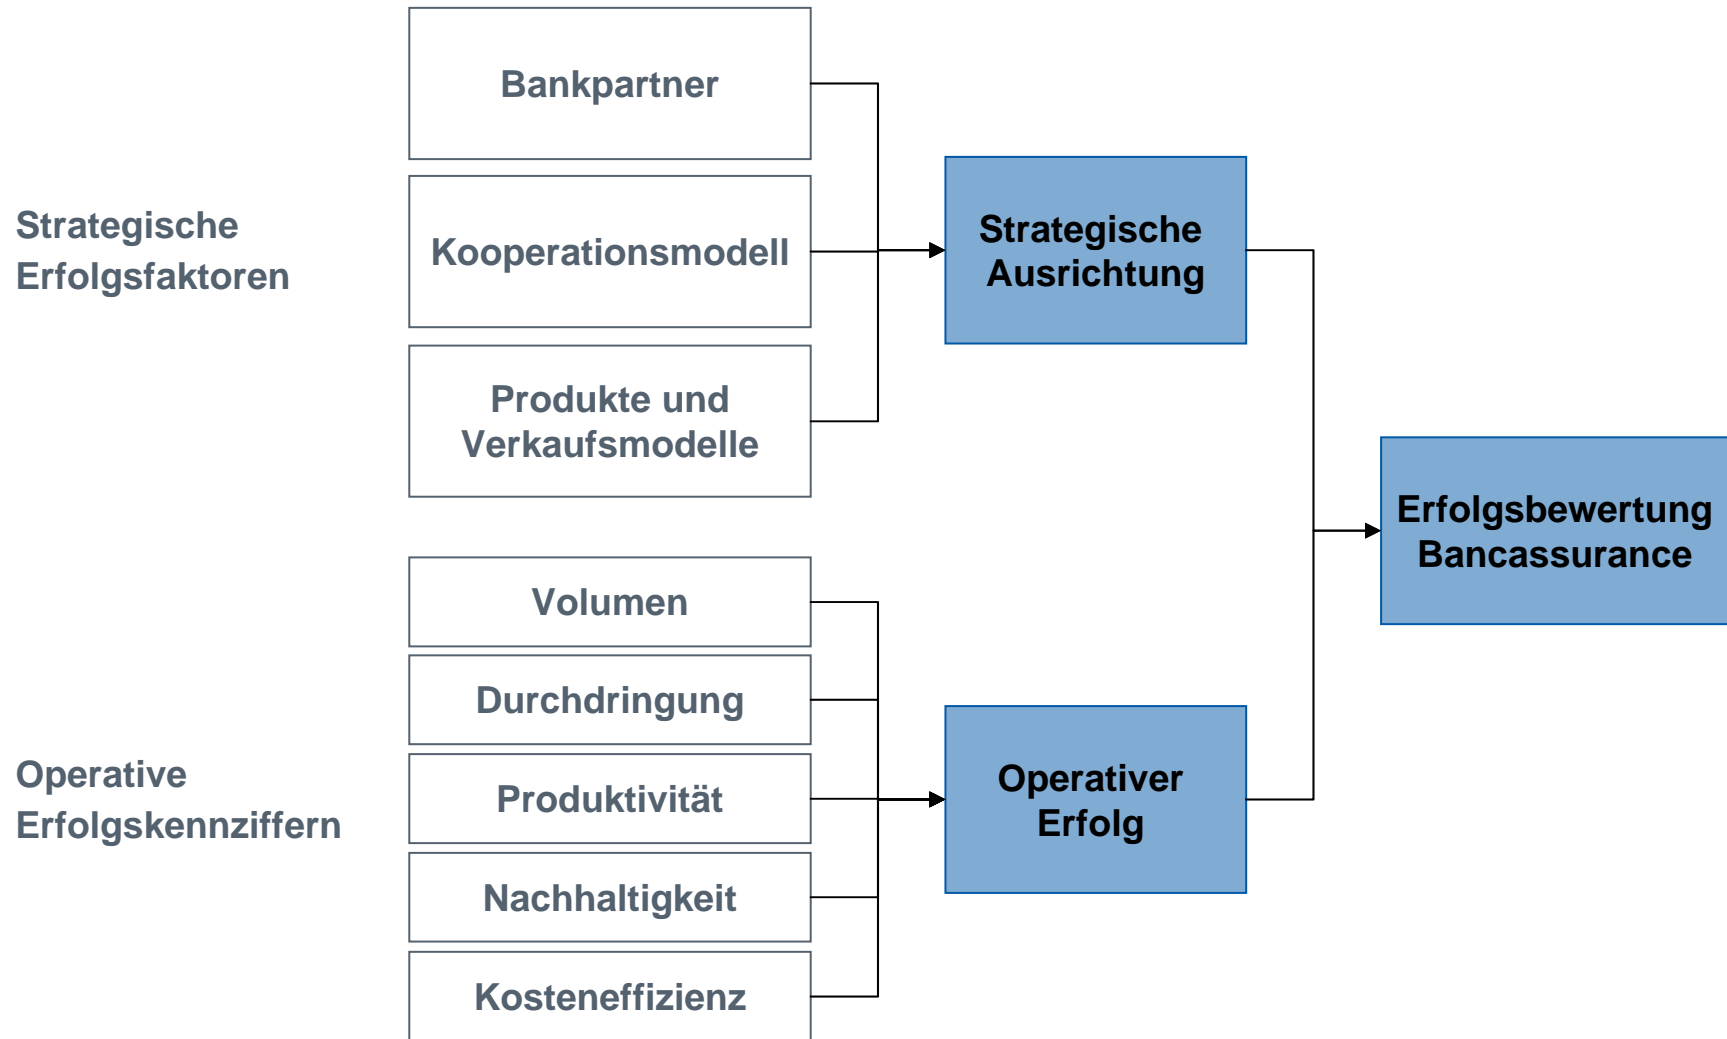 Strategische
Erfolgsfaktoren
Bankpartner
Kooperationsmodell
Produkte und
Verkaufsmodelle
Strategische
Ausrichtung
Erfolgsbewertung
Bancassurance
Operative
Erfolgskennziffern
Volumen
Durchdringung
Produktivität
Nachhaltigkeit
Kosteneffizienz
Operativer
Erfolg